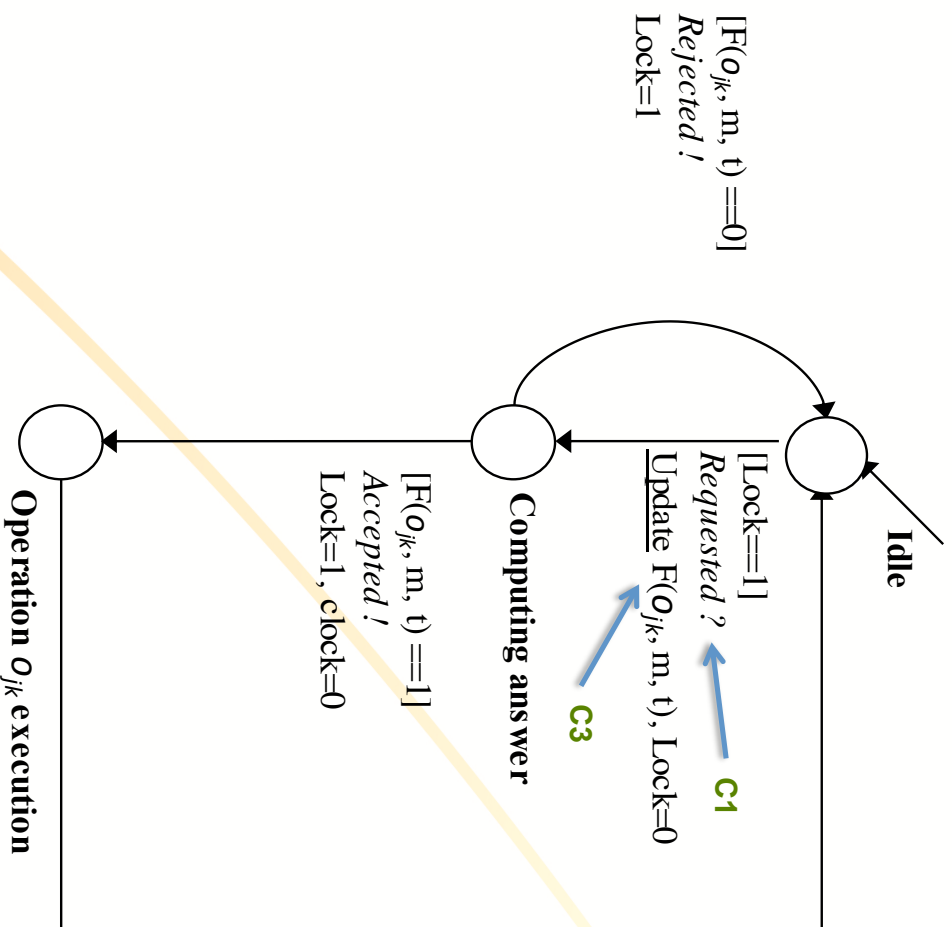 Idle
[Lock==1]
Requested ?
Update F(o_jk, m, t), Lock=0
C1
C3
[F(o_jk, m, t) ==0]
Rejected !
Lock=1
Computing answer
[F(o_jk, m, t) ==1]
Accepted !
Lock=1, clock=0
Operation o_jk execution